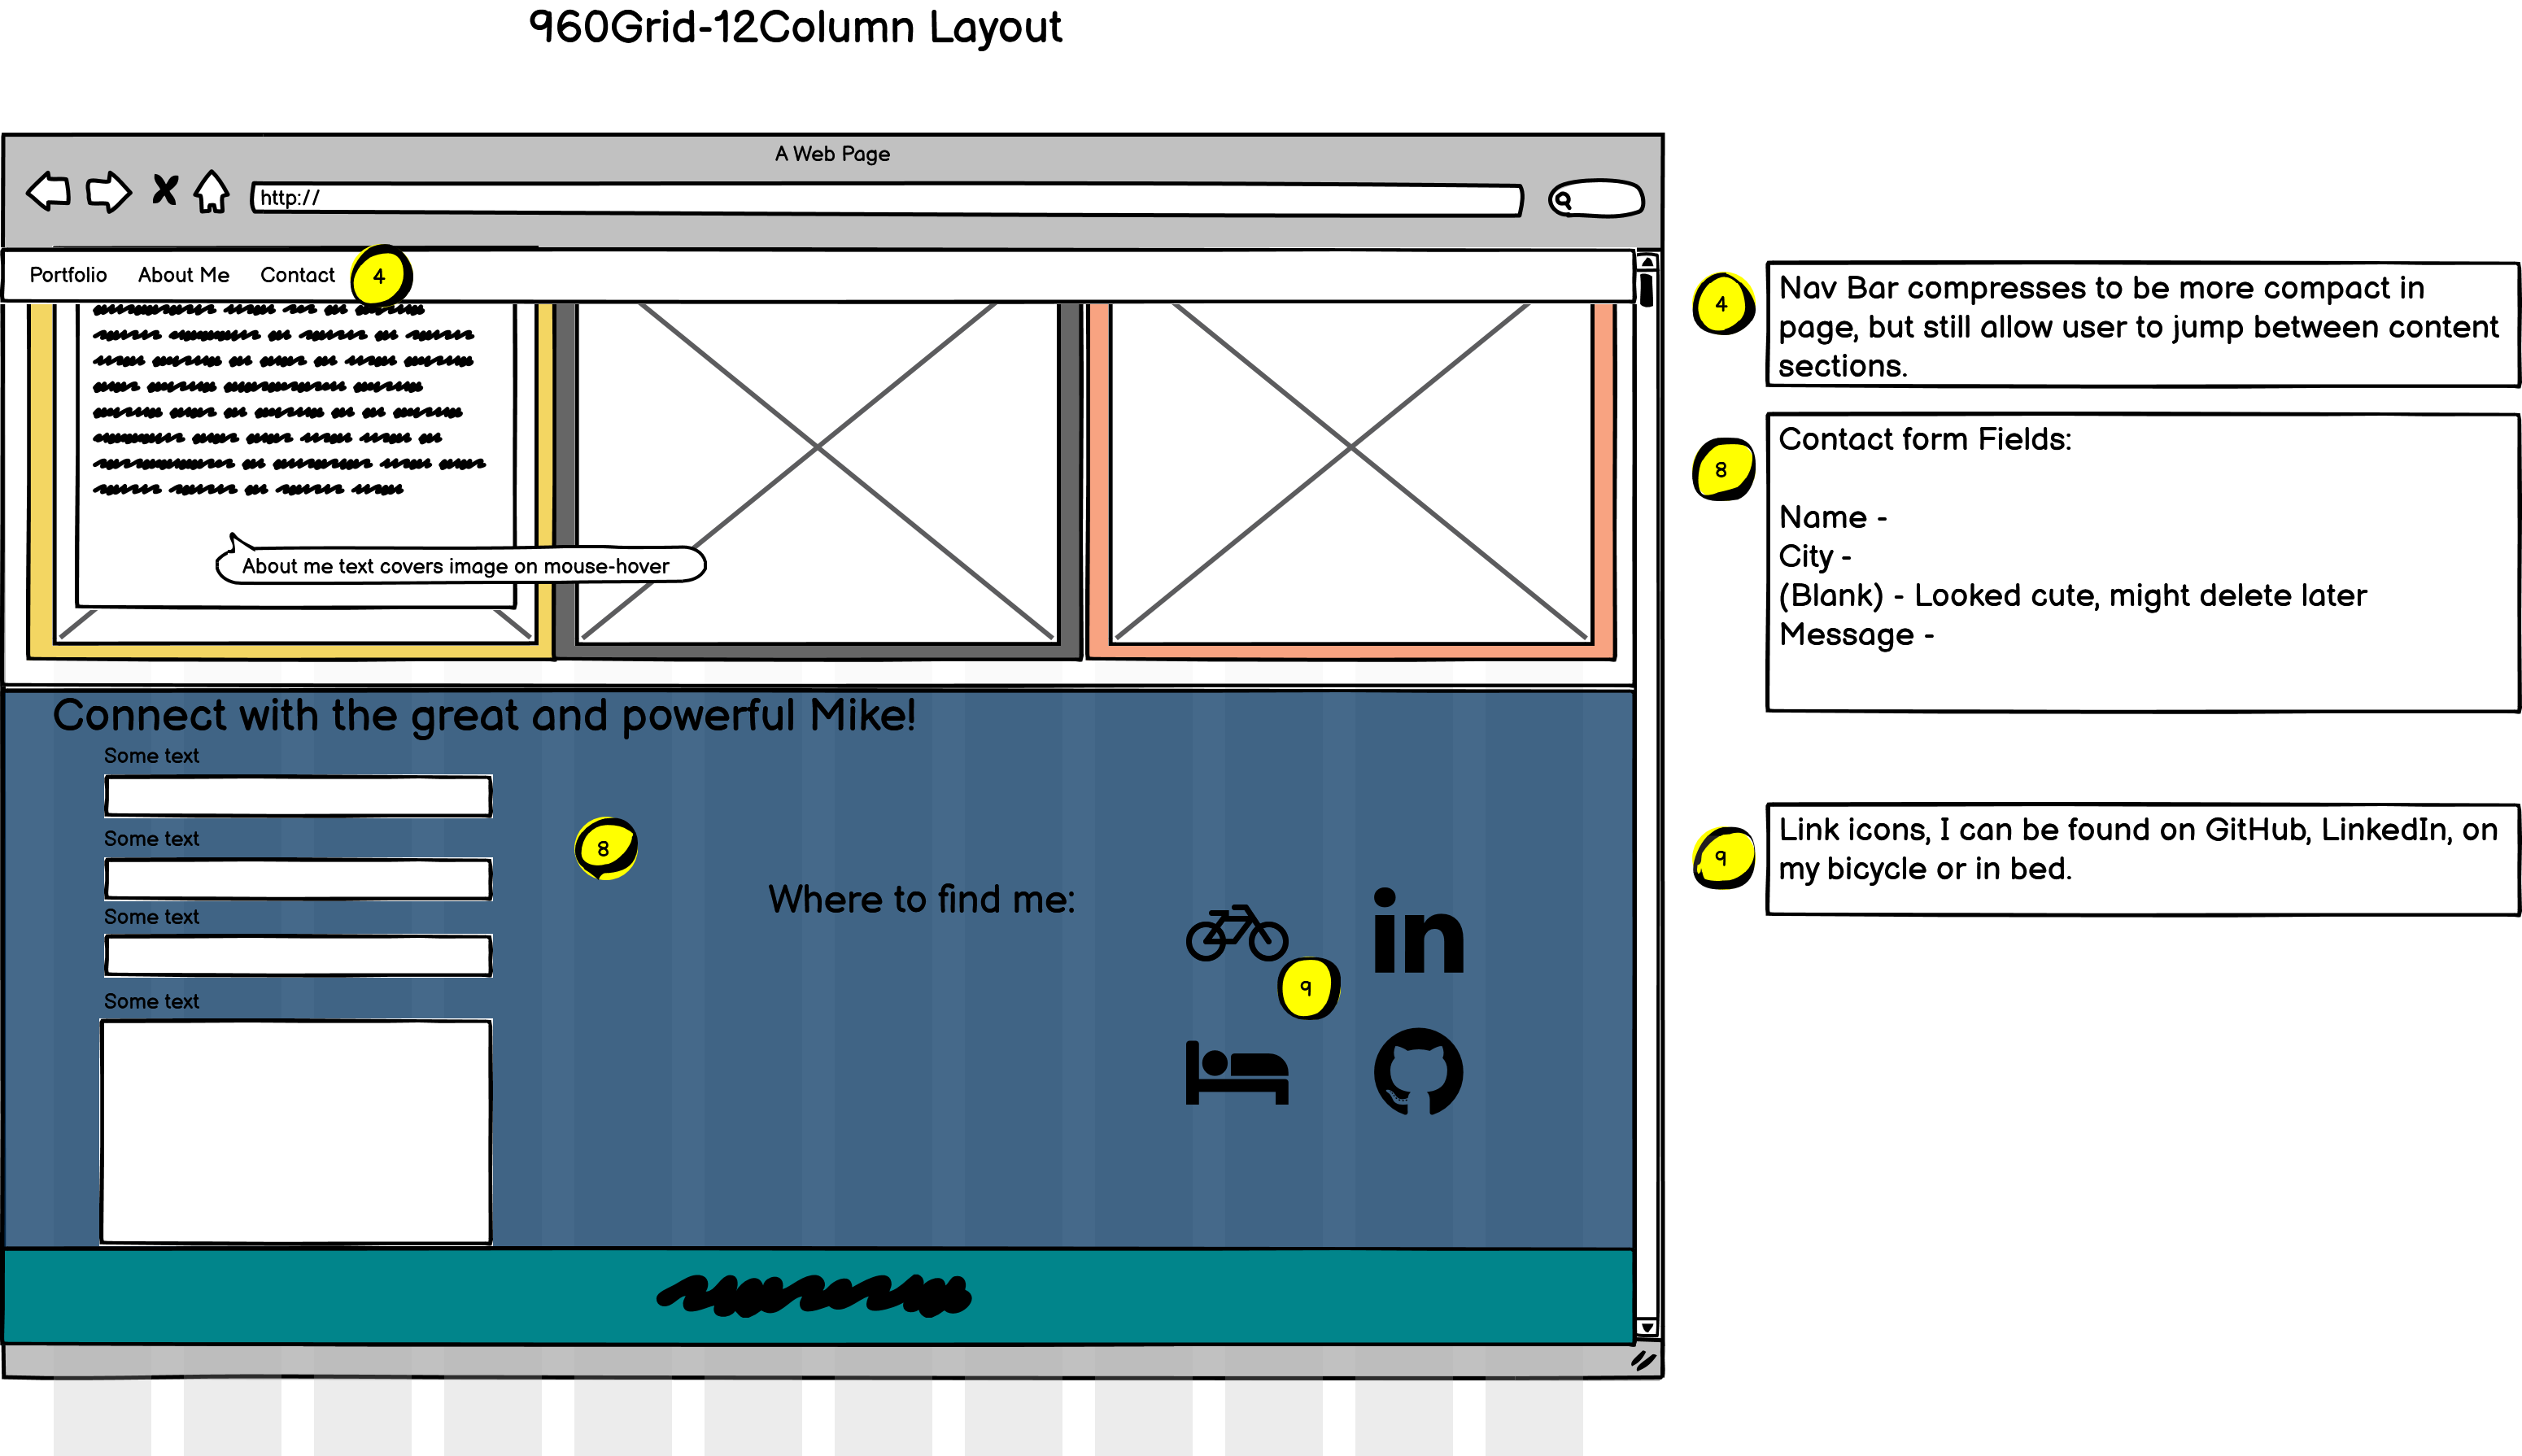 960Grid-12Column Layout
A Web Page
http://
Portfolio About Me Contact 4
About me text covers image on mouse-hover
Connect with the great and powerful Mike!
Some text
Some text
Some text
Some text
8
Where to find me:
in
9
4
Nav Bar compresses to be more compact in
page, but still allow user to jump between content
sections.
8
Contact form Fields:
Name -
City -
(Blank) - Looked cute, might delete later
Message -
9
Link icons, I can be found on GitHub, LinkedIn, on
my bicycle or in bed.